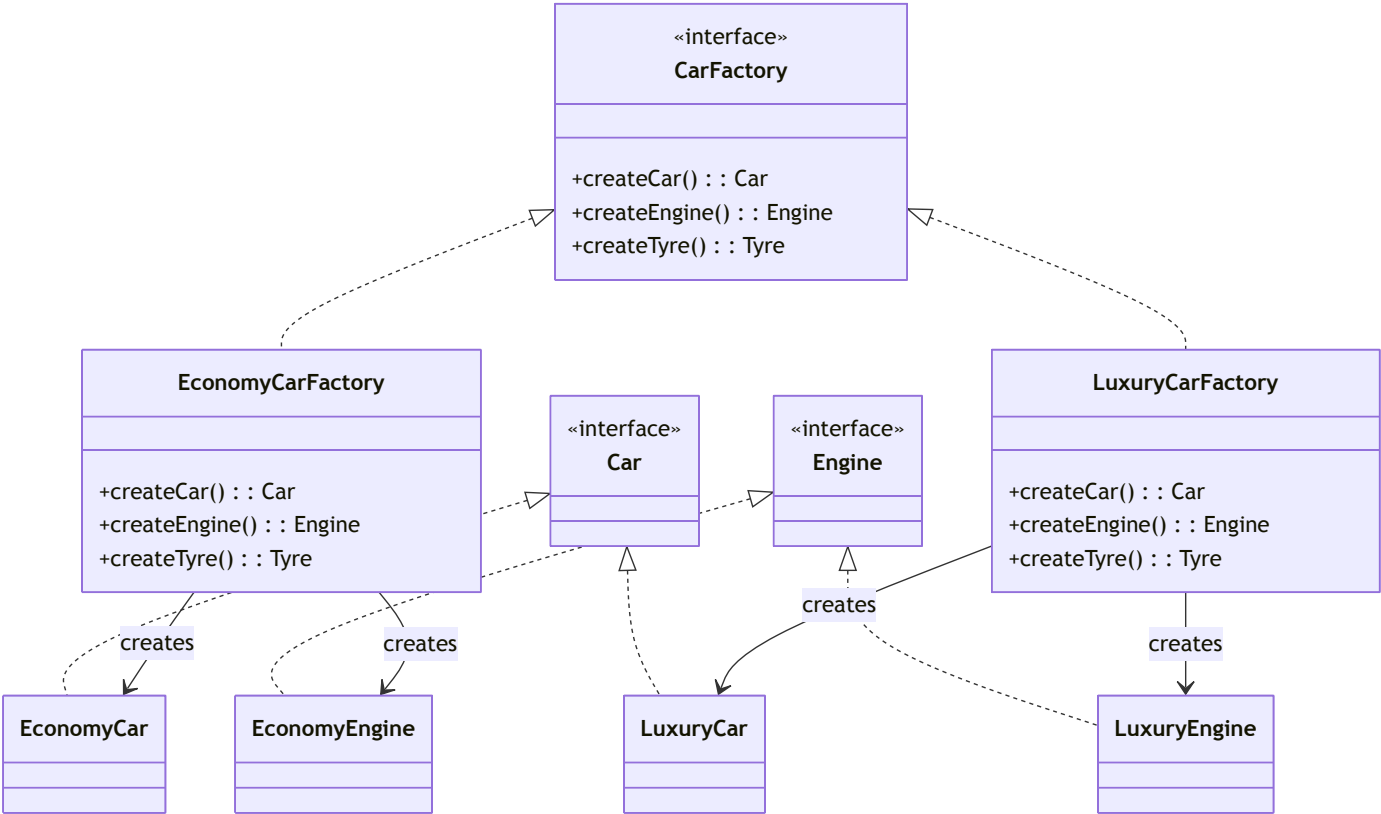 «interface»
CarFactory
+createCar() : : Car
+createEngine() : : Engine
+createTyre() : : Tyre
EconomyCarFactory
+createCar() : : Car
+createEngine() : : Engine
+createTyre() : : Tyre
«interface»
Car
«interface»
Engine
LuxuryCarFactory
+createCar() : : Car
+createEngine() : : Engine
+createTyre() : : Tyre
creates
creates
creates
creates
EconomyCar
EconomyEngine
LuxuryCar
LuxuryEngine